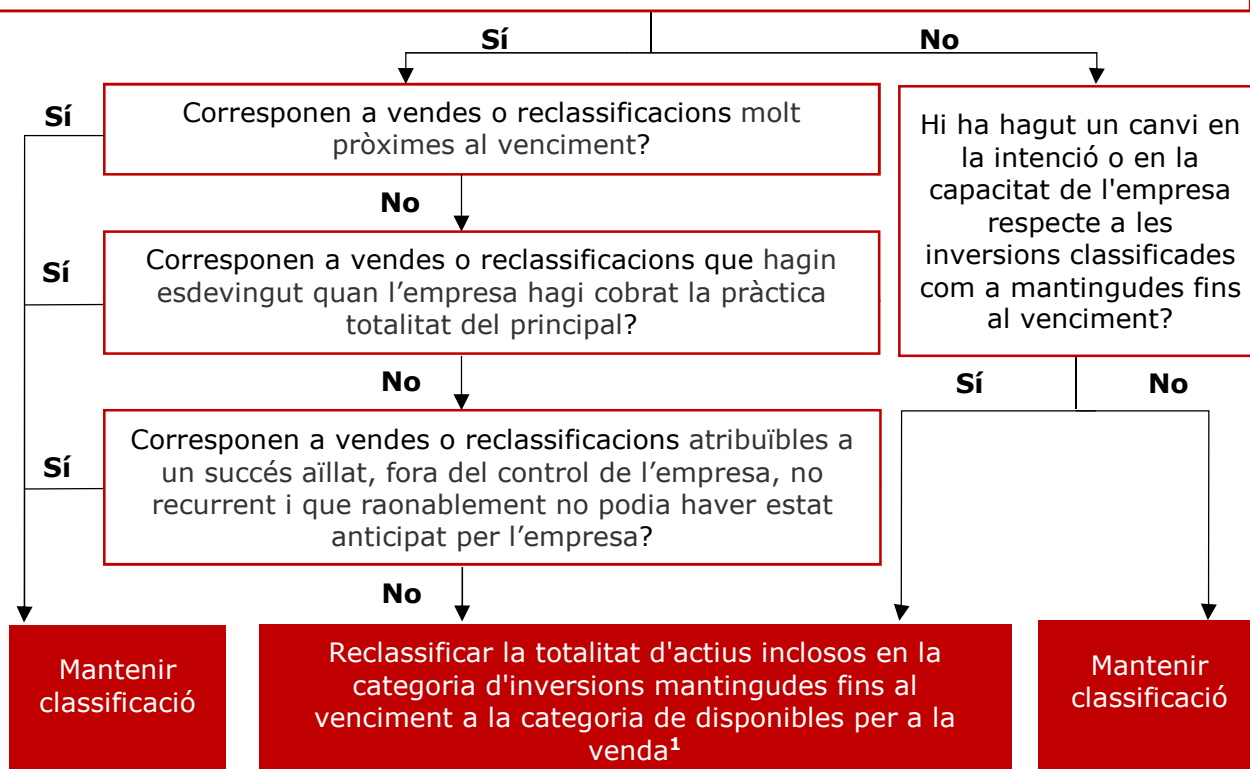 Sí
No
Sí
Corresponen a vendes o reclassificacions molt
pròximes al venciment?
Hi ha hagut un canvi en
la intenció o en la
capacitat de l'empresa
respecte a les
inversions classificades
com a mantingudes fins
al venciment?
No
Sí
Corresponen a vendes o reclassificacions que hagin
esdevingut quan l’empresa hagi cobrat la pràctica
totalitat del principal?
No
Sí
No
Sí
Corresponen a vendes o reclassificacions atribuïbles a
un succés aïllat, fora del control de l’empresa, no
recurrent i que raonablement no podia haver estat
anticipat per l’empresa?
No
Mantenir
classificació
Reclassificar la totalitat d'actius inclosos en la
categoria d'inversions mantingudes fins al
venciment a la categoria de disponibles per a la
venda¹
Mantenir
classificació